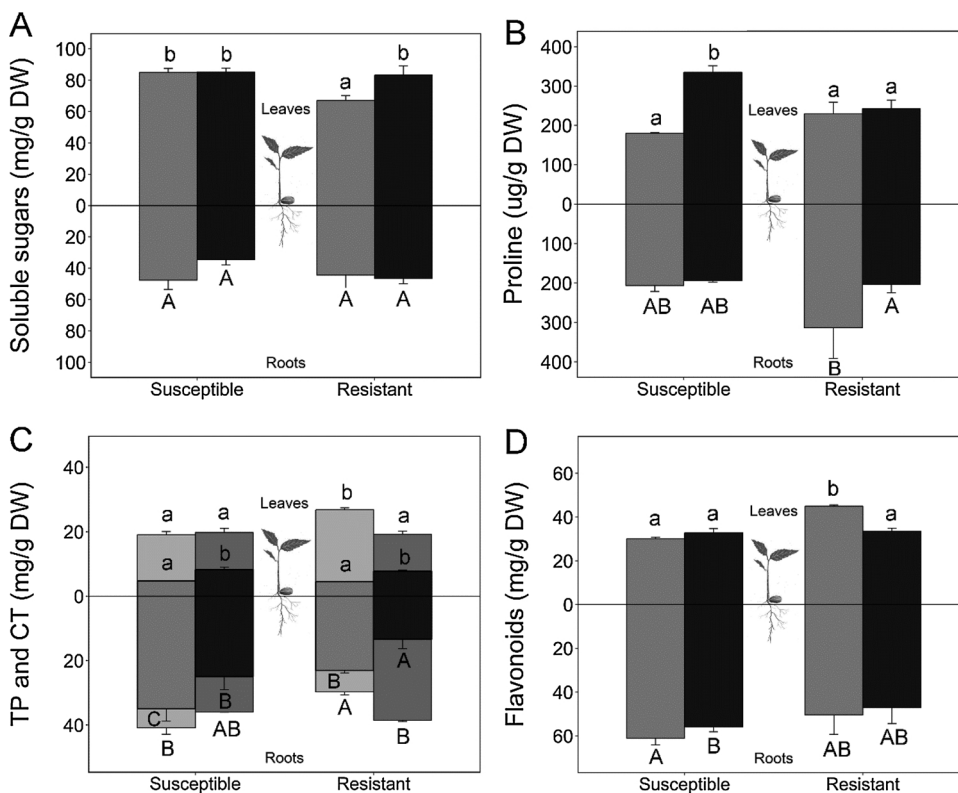 A
Soluble sugars (mg/g DW)
100
80
60
40
20
0
20
40
60
80
100
b
b
a
b
Leaves
A
A
A
A
Roots
Susceptible
Resistant
B
Proline (ug/g DW)
400
300
200
100
0
100
200
300
400
a
b
a
a
Leaves
AB
AB
B
A
Roots
Susceptible
Resistant
C
TP and CT (mg/g DW)
40
20
0
20
40
a
a
b
a
Leaves
a
b
a
b
C
B
B
A
B
AB
A
B
Roots
Susceptible
Resistant
D
Flavonoids (mg/g DW)
60
40
20
0
20
40
60
a
a
b
a
Leaves
A
B
AB
AB
Roots
Susceptible
Resistant